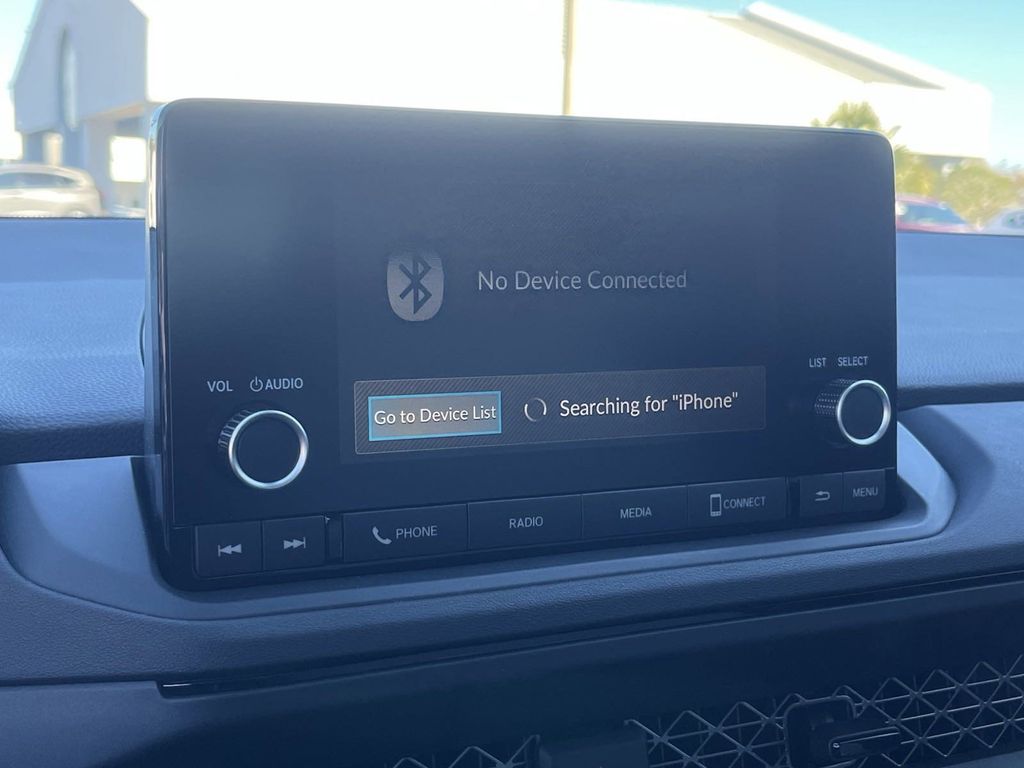 No Device Connected
LIST SELECT
VOL AUDIO
Go to Device List Searching for "iPhone"
PHONE RADIO MEDIA CONNECT MENU